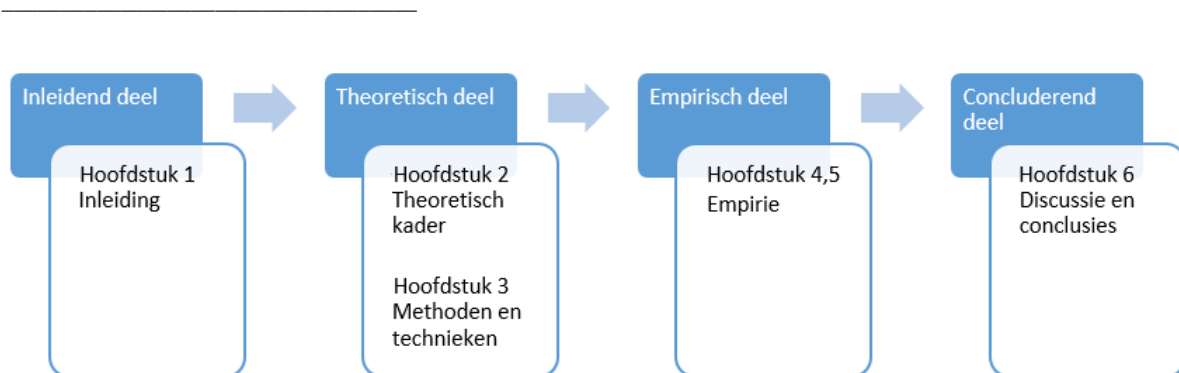 Inleidend deel
Hoofdstuk 1
Inleiding
Theoretisch deel
Hoofdstuk 2
Theoretisch
kader
Hoofdstuk 3
Methoden en
technieken
Empirisch deel
Hoofdstuk 4,5
Empirie
Concluderend
deel
Hoofdstuk 6
Discussie en
conclusies